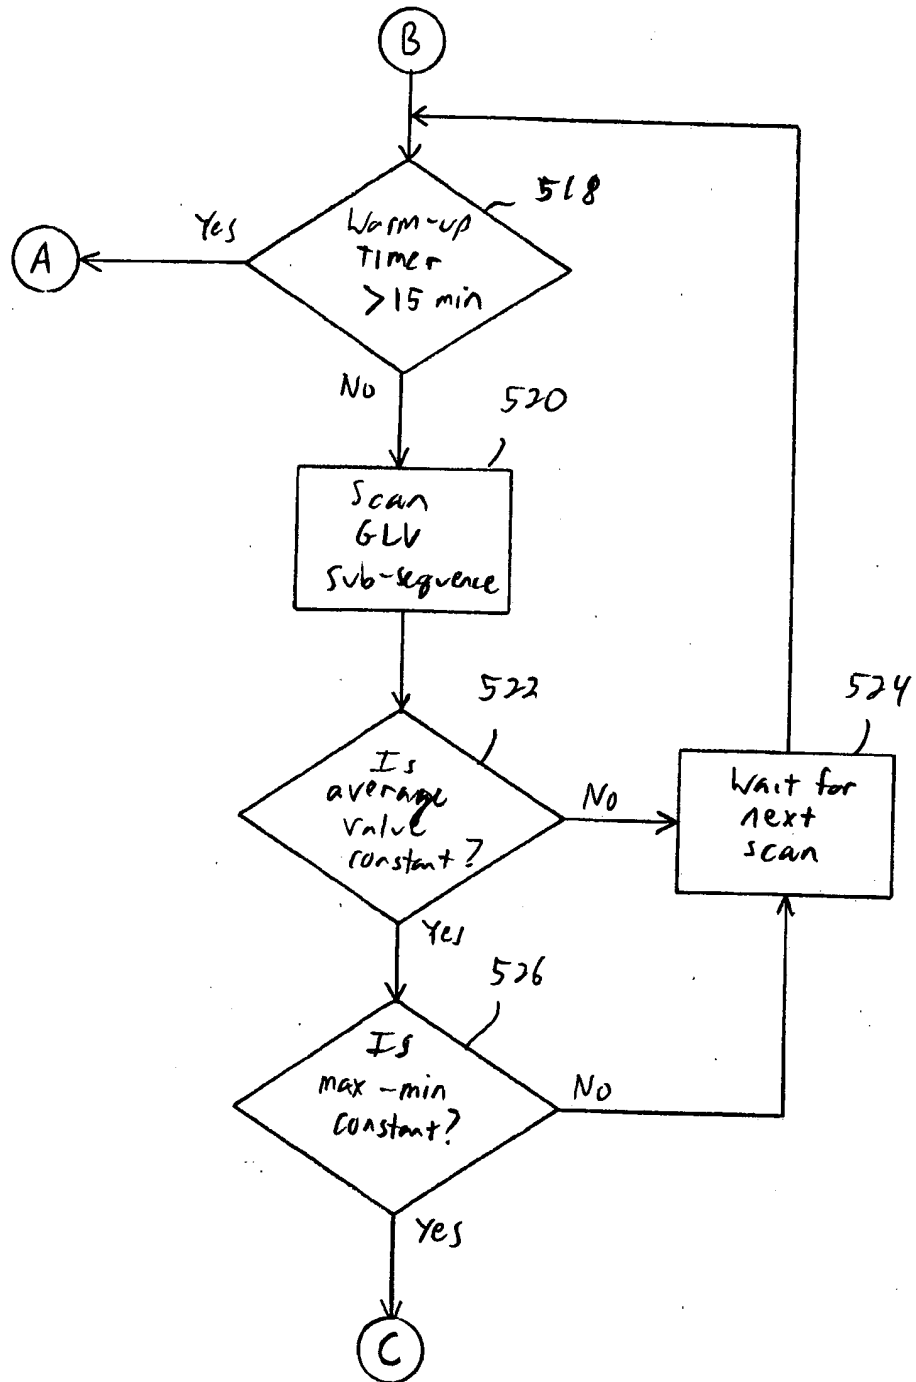 B
518
Yes
Warm-up
Timer
>15 min
A
No
520
Scan
GLV
Sub-sequence
522
524
Is
average
value
constant?
No
Wait for
next
scan
Yes
526
Is
max-min
constant?
No
Yes
C